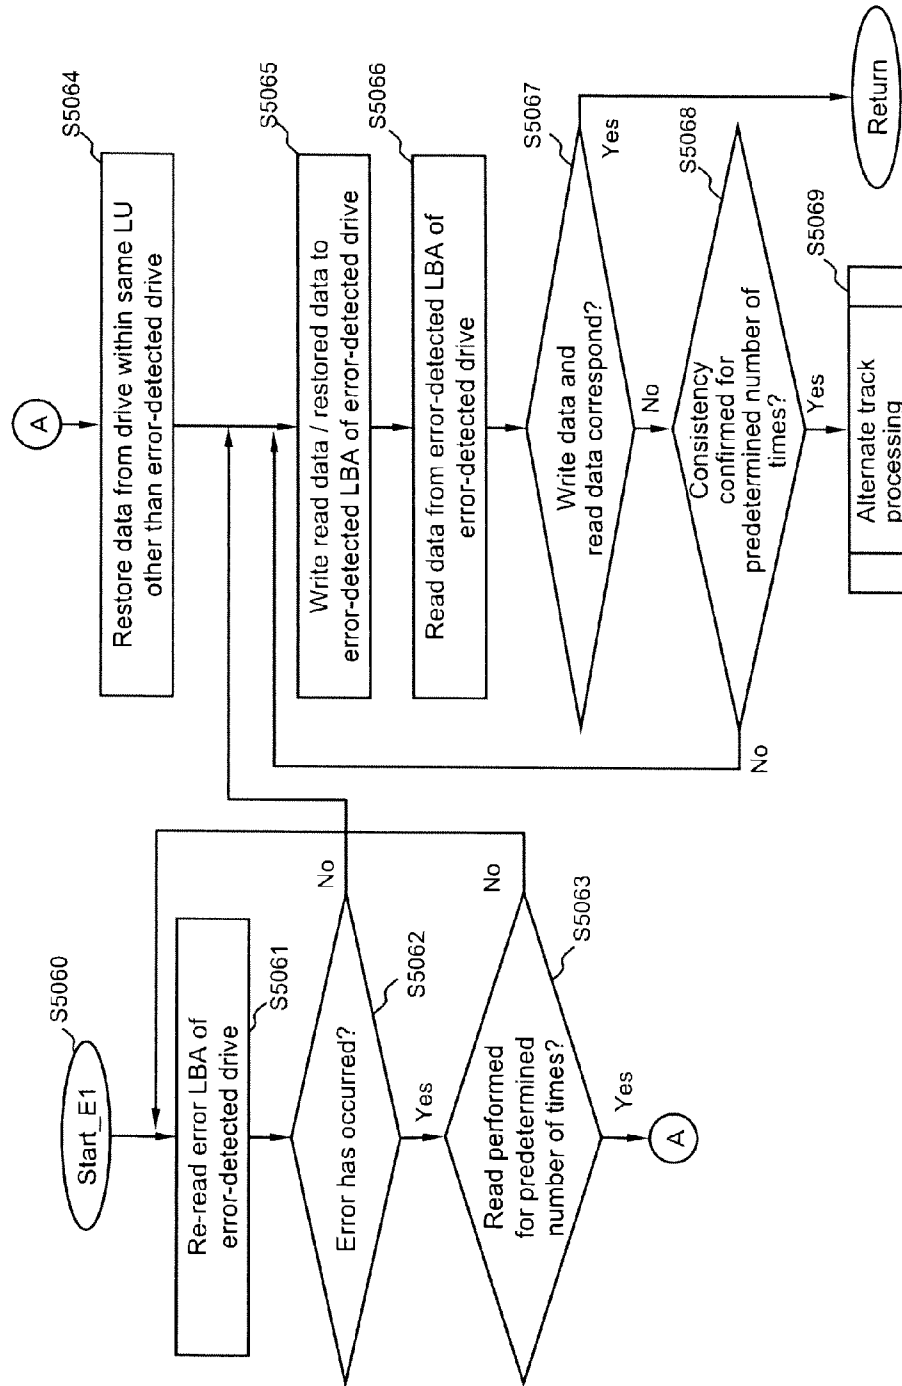 Start_E1
S5060
Re-read error LBA of
error-detected drive
S5061
Error has occurred?
S5062
No
Yes
Read performed
for predetermined
number of times?
S5063
No
Yes
A
A
S5064
Restore data from drive within same LU
other than error-detected drive
S5065
Write read data / restored data to
error-detected LBA of error-detected drive
S5066
Read data from error-detected LBA of
error-detected drive
S5067
Write data and
read data correspond?
Yes
No
S5068
Consistency
confirmed for
predetermined number of
times?
No
Yes
S5069
Alternate track
processing
Return